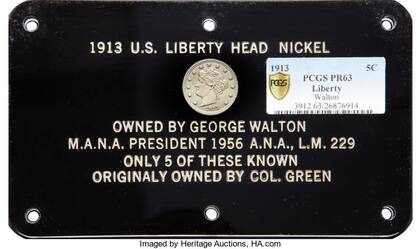 1913 U.S. LIBERTY HEAD NICKEL
1913 5C
PCGS PR63
PCGS
Liberty
Walton
3912.63/26876914
OWNED BY GEORGE WALTON
M.A.N.A. PRESIDENT 1956 A.N.A., L.M. 229
ONLY 5 OF THESE KNOWN
ORIGINALY OWNED BY COL. GREEN
Imaged by Heritage Auctions, HA.com